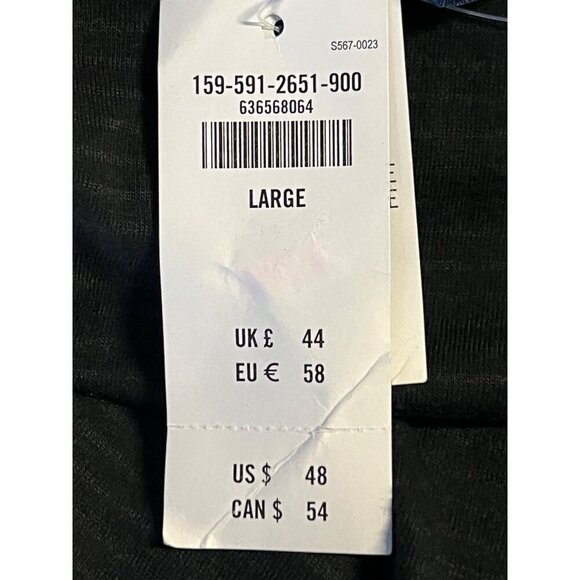 S567-0023
159-591-2651-900
636568064
LARGE
E
E
UK £ 44
EU € 58
US $ 48
CAN $ 54